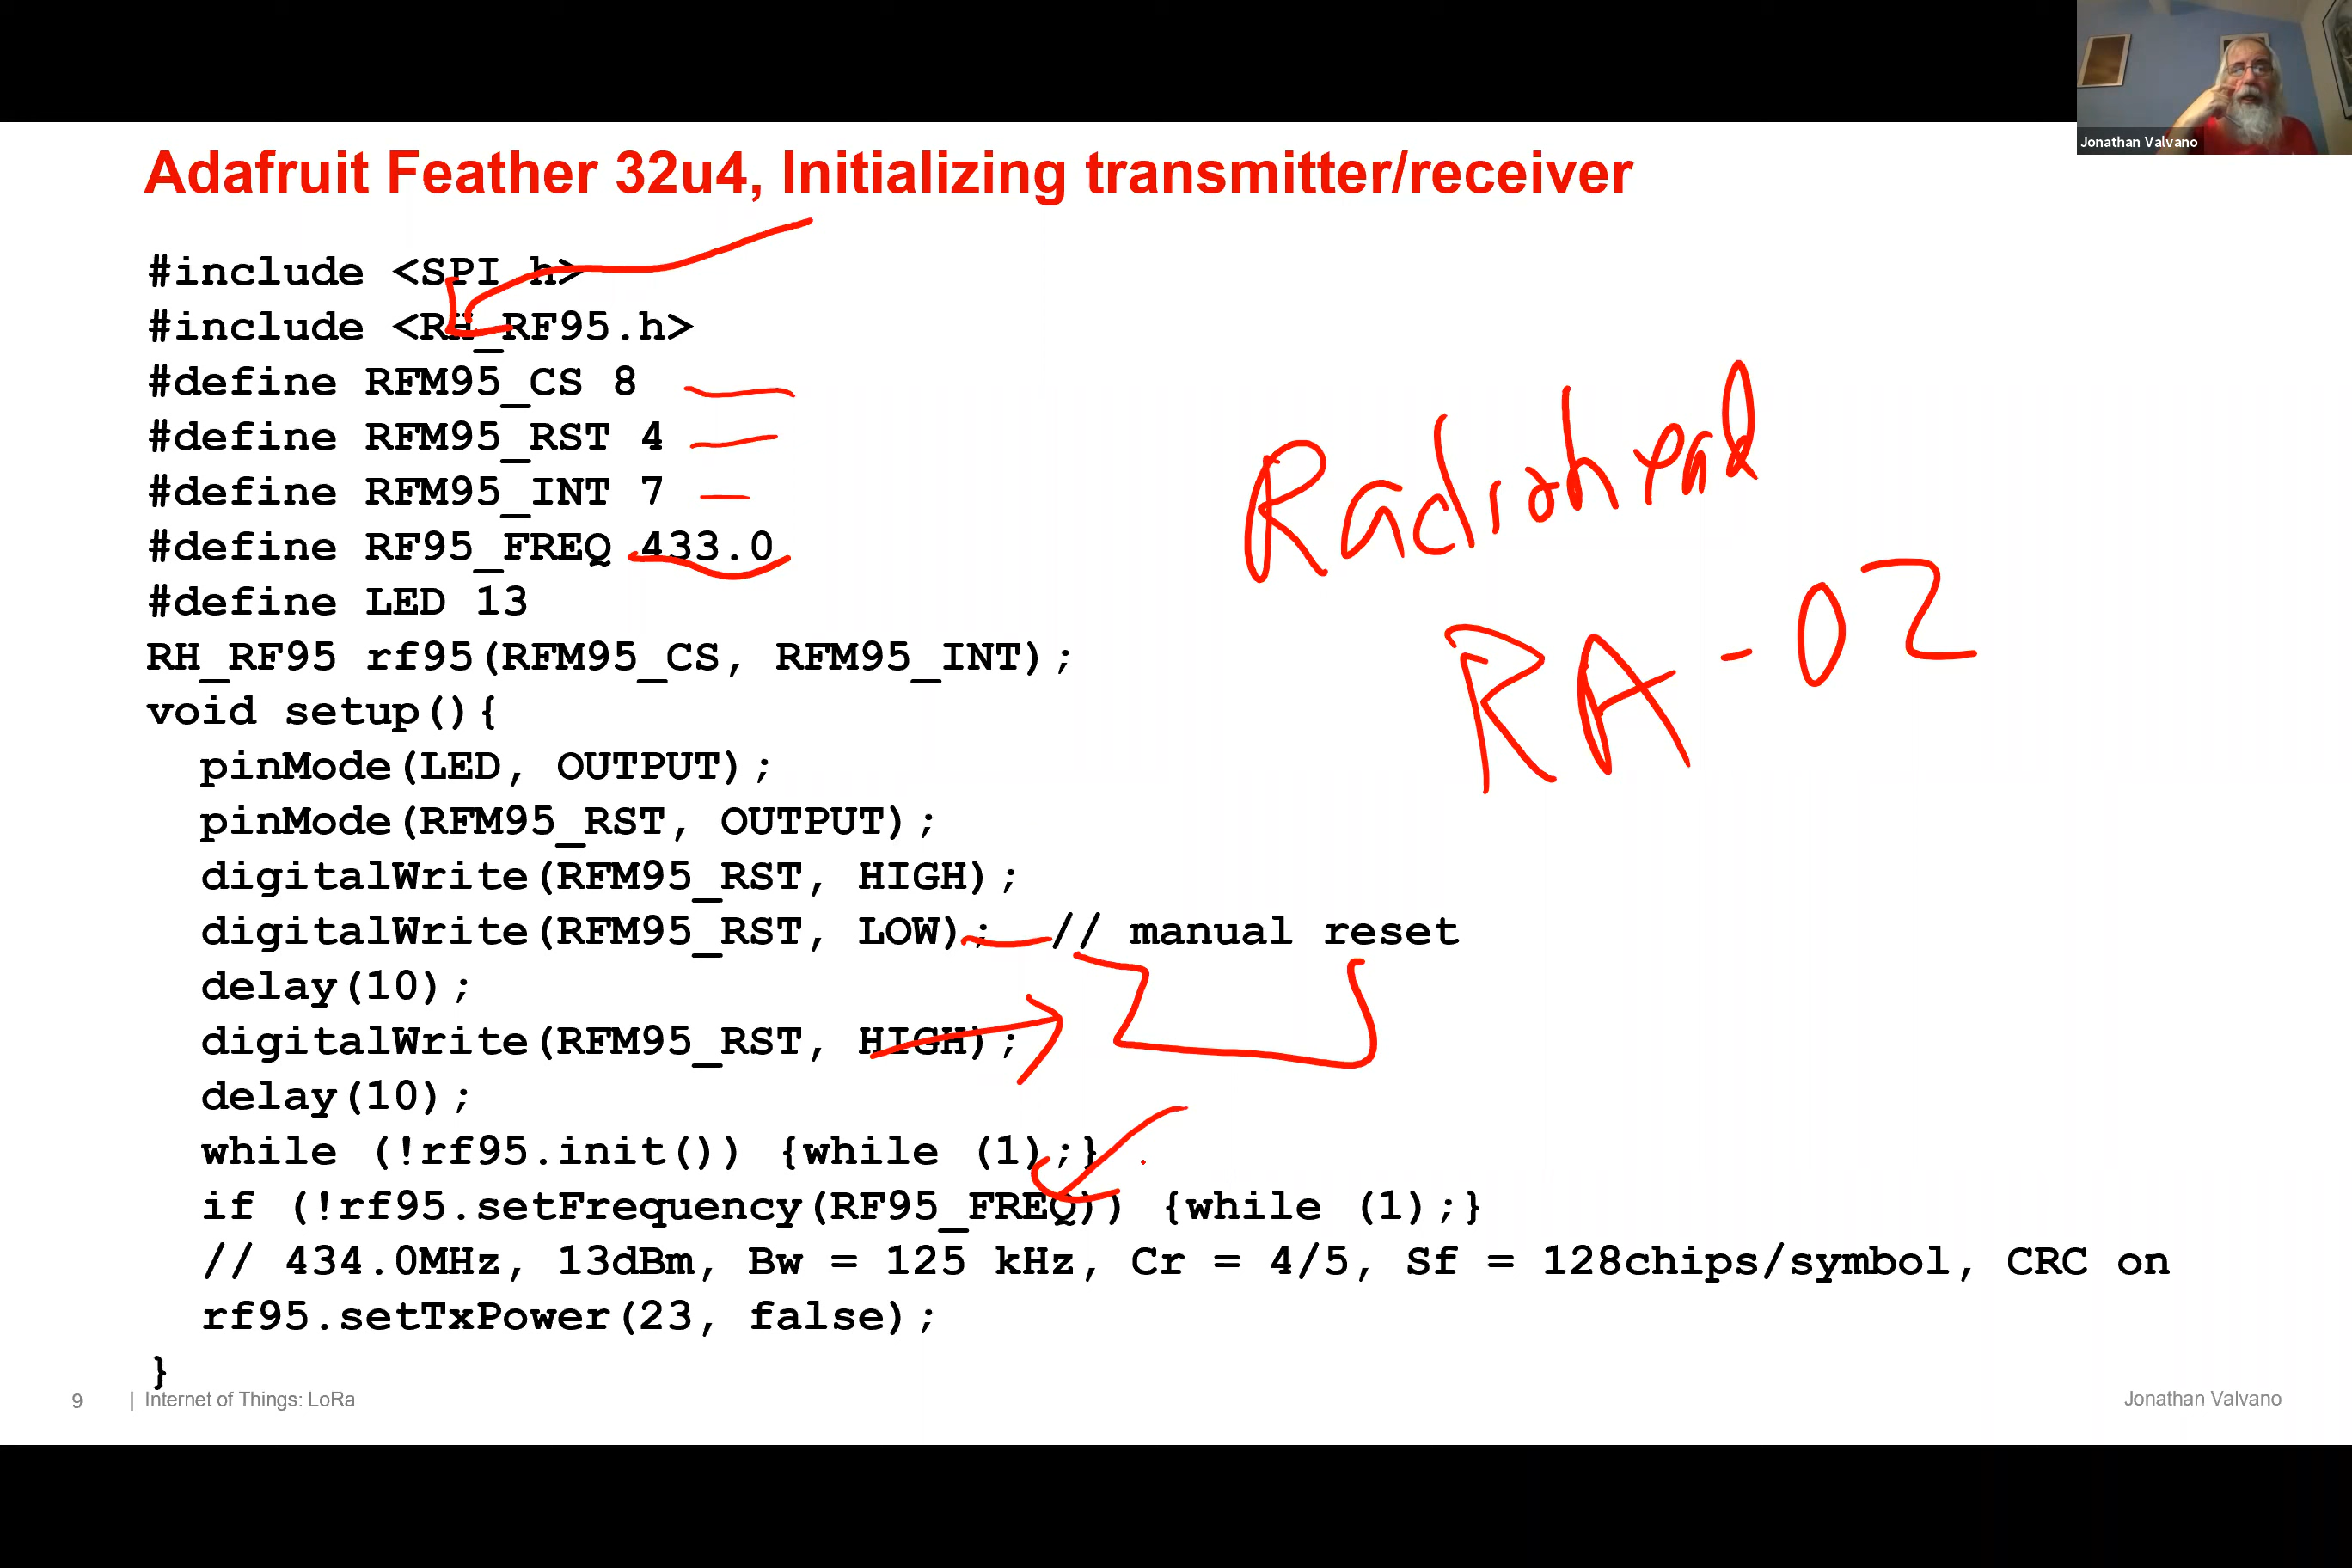 Jonathan Valvano
Adafruit Feather 32u4, Initializing transmitter/receiver
#include <SPI.h>
#include <RH_RF95.h>
#define RFM95_CS 8
#define RFM95_RST 4
#define RFM95_INT 7
#define RF95_FREQ 433.0
#define LED 13
RH_RF95 rf95(RFM95_CS, RFM95_INT);
void setup(){
pinMode(LED, OUTPUT);
pinMode(RFM95_RST, OUTPUT);
digitalWrite(RFM95_RST, HIGH);
digitalWrite(RFM95_RST, LOW); // manual reset
delay(10);
digitalWrite(RFM95_RST, HIGH);
delay(10);
while (!rf95.init()) {while (1);}
if (!rf95.setFrequency(RF95_FREQ)) {while (1);}
// 434.0MHz, 13dBm, Bw = 125 kHz, Cr = 4/5, Sf = 128chips/symbol, CRC on
rf95.setTxPower(23, false);
}
Radiohead
RA-02
9 | Internet of Things: LoRa
Jonathan Valvano